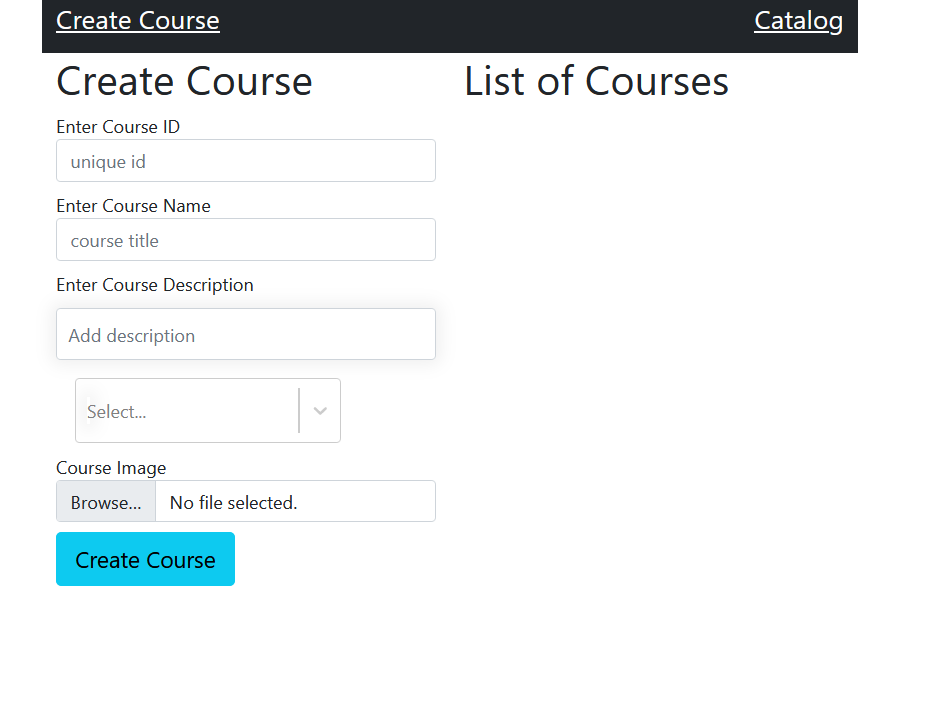 Create Course
Catalog
Create Course
List of Courses
Enter Course ID
unique id
Enter Course Name
course title
Enter Course Description
Add description
Select...
Course Image
Browse... No file selected.
Create Course